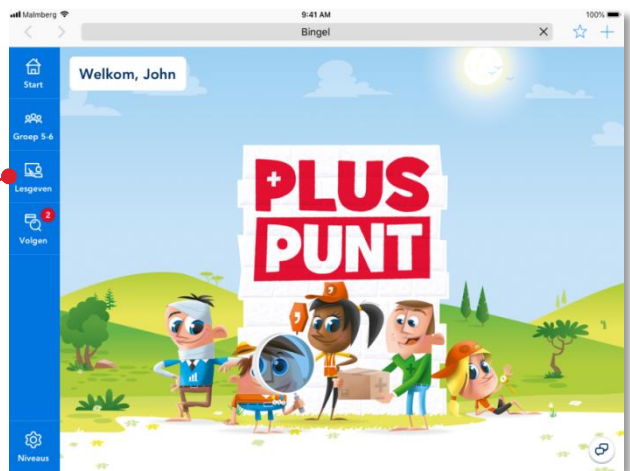 Malmberg 9:41 AM 100%
Bingel
Welkom, John
Start
Groep 5-6
Lesgeven
2
Volgen
PLUS
PUNT
Niveaus